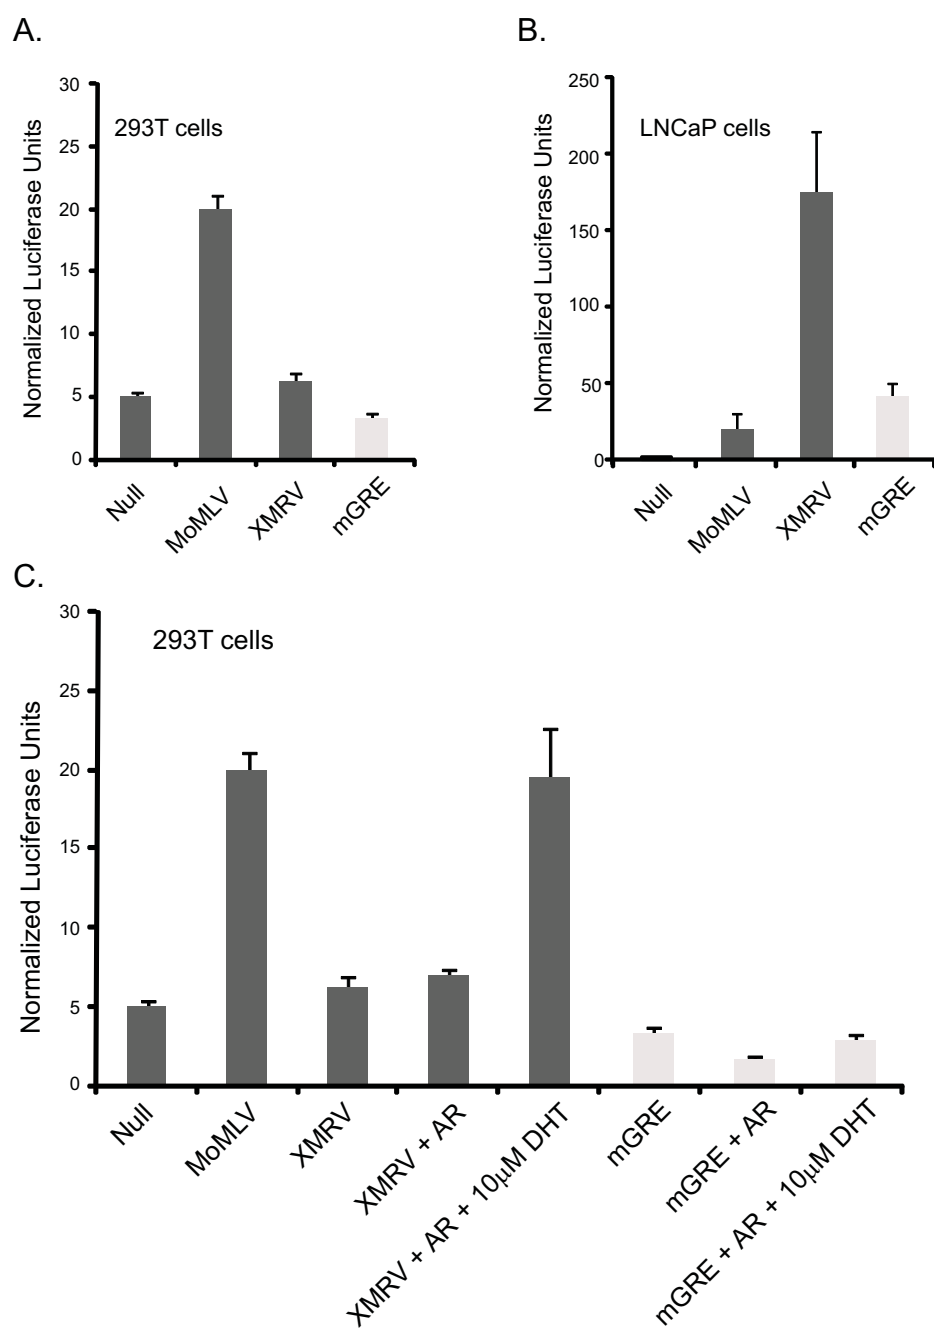 A.
Normalized Luciferase Units
30
25
20
15
10
5
0
293T cells
Null
MoMLV
XMRV
mGRE
B.
Normalized Luciferase Units
250
200
150
100
50
0
LNCaP cells
Null
MoMLV
XMRV
mGRE
C.
Normalized Luciferase Units
30
25
20
15
10
5
0
293T cells
Null
MoMLV
XMRV
XMRV + AR
XMRV + AR + 10µM DHT
mGRE
mGRE + AR
mGRE + AR + 10µM DHT